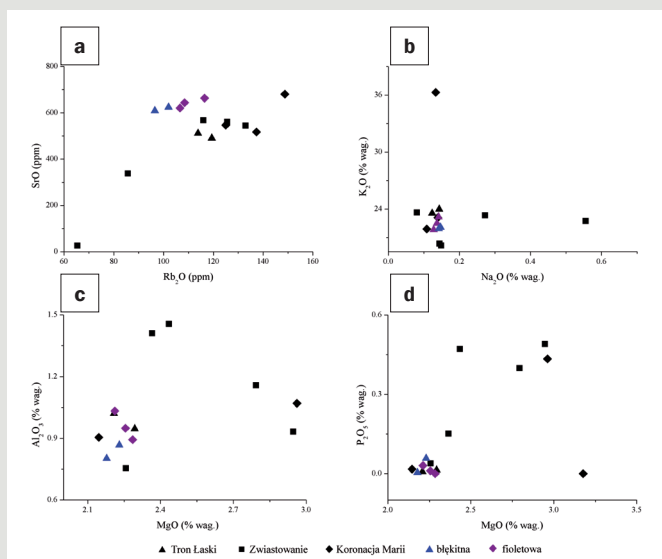 a
b
800
600
400
200
0
SrO (ppm)
60
80
100
120
140
160
Rb₂O (ppm)
36
30
24
K₂O (% wag.)
0.0
0.2
0.4
0.6
Na₂O (% wag.)
c
d
1.5
1.2
0.9
0.6
Al₂O₃ (% wag.)
2.1
2.4
2.7
3.0
MgO (% wag.)
0.6
0.3
0.0
P₂O₅ (% wag.)
2.0
2.5
3.0
3.5
MgO (% wag.)
Tron Łaski Zwiastowanie Koronacja Marii błękitna fioletowa